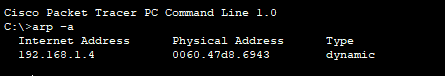 Cisco Packet Tracer PC Command Line 1.0
C:\>arp -a
Internet Address Physical Address Type
192.168.1.4 0060.47d8.6943 dynamic